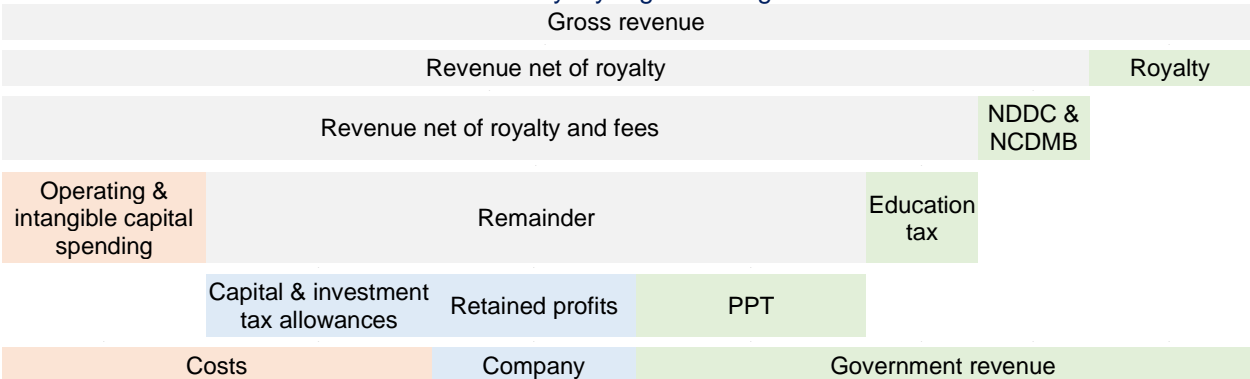 Gross revenue
Revenue net of royalty
Royalty
Revenue net of royalty and fees
NDDC &
NCDMB
Operating &
intangible capital
spending
Remainder
Education
tax
Capital & investment
tax allowances
Retained profits
PPT
Costs
Company
Government revenue